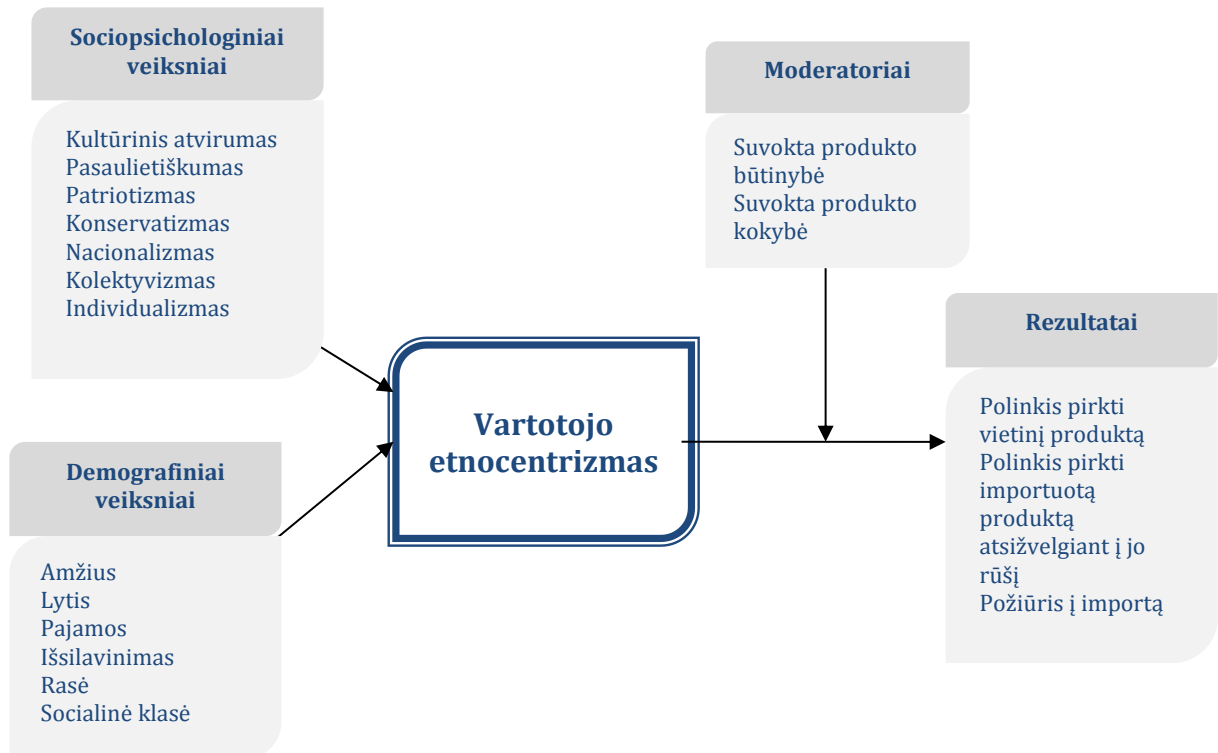 Sociopsichologiniai
veiksniai
Kultūrinis atvirumas
Pasaulietiškumas
Patriotizmas
Konservatizmas
Nacionalizmas
Kolektyvizmas
Individualizmas
Demografiniai
veiksniai
Amžius
Lytis
Pajamos
Išsilavinimas
Rasė
Socialinė klasė
Vartotojo
etnocentrizmas
Moderatoriai
Suvokta produkto
būtinybė
Suvokta produkto
kokybė
Rezultatai
Polinkis pirkti
vietinį produktą
Polinkis pirkti
importuotą
produktą
atsižvelgiant į jo
rūšį
Požiūris į importą